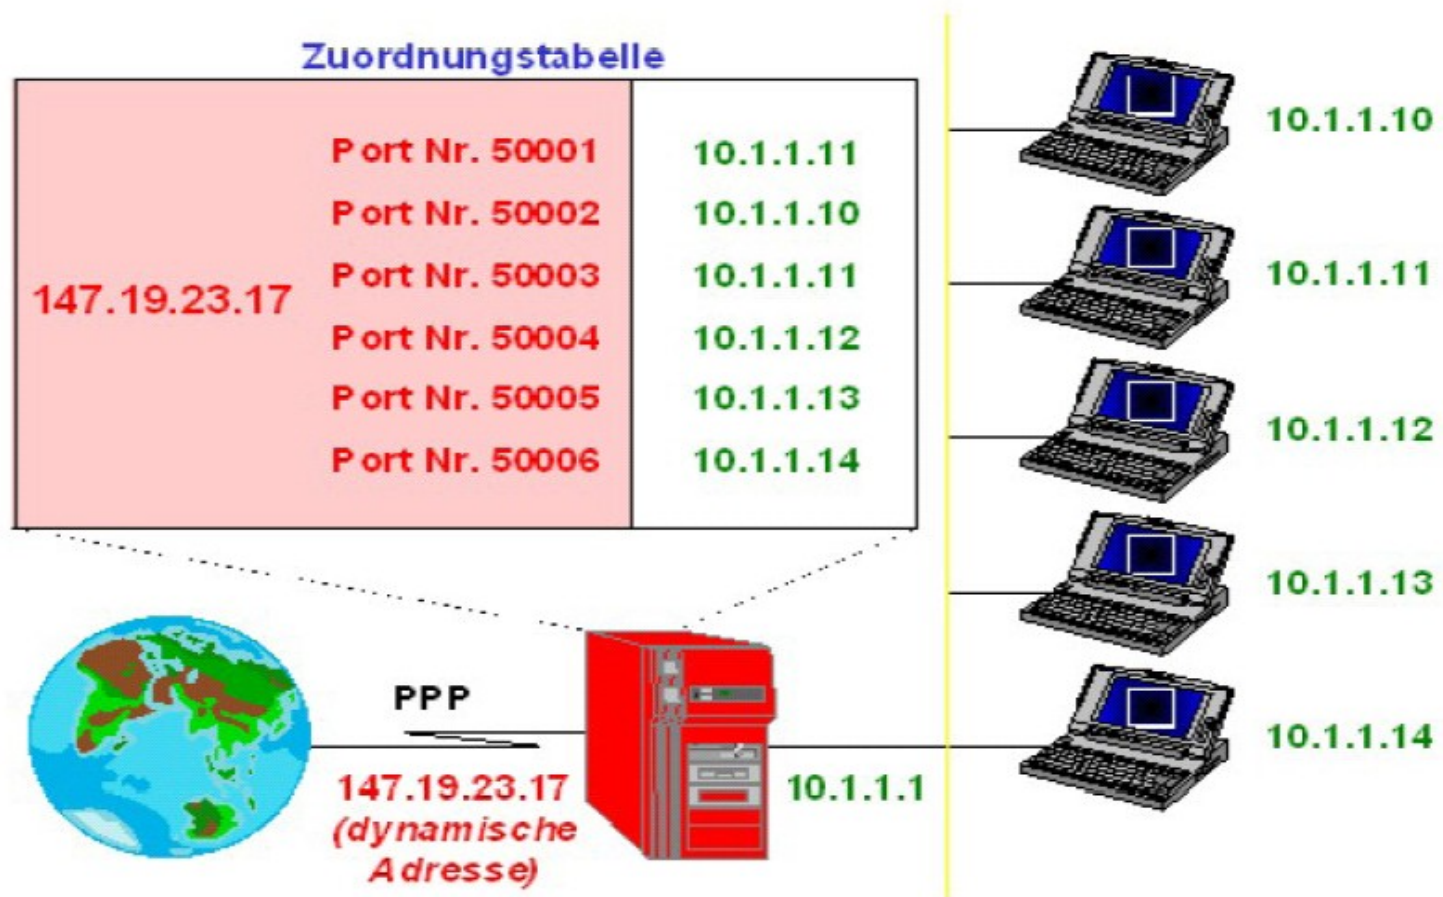 Zuordnungstabelle
147.19.23.17
Port Nr. 50001 10.1.1.11
Port Nr. 50002 10.1.1.10
Port Nr. 50003 10.1.1.11
Port Nr. 50004 10.1.1.12
Port Nr. 50005 10.1.1.13
Port Nr. 50006 10.1.1.14
10.1.1.10
10.1.1.11
10.1.1.12
10.1.1.13
10.1.1.14
PPP
147.19.23.17
(dynamische
Adresse)
10.1.1.1